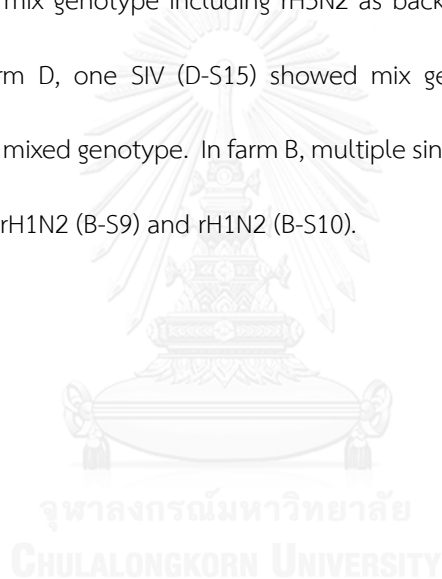 mix genotype including rH3N2 as back
rm D, one SIV (D-S15) showed mix ge
mixed genotype. In farm B, multiple sin
rH1N2 (B-S9) and rH1N2 (B-S10).
จุฬาลงกรณ์มหาวิทยาลัย
CHULALONGKORN UNIVERSITY